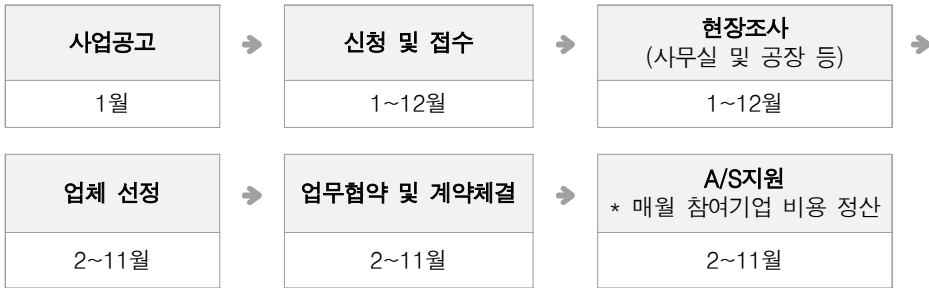 사업공고
1월
신청 및 접수
1~12월
현장조사
(사무실 및 공장 등)
1~12월
업체 선정
2~11월
업무협약 및 계약체결
2~11월
A/S지원
* 매월 참여기업 비용 정산
2~11월